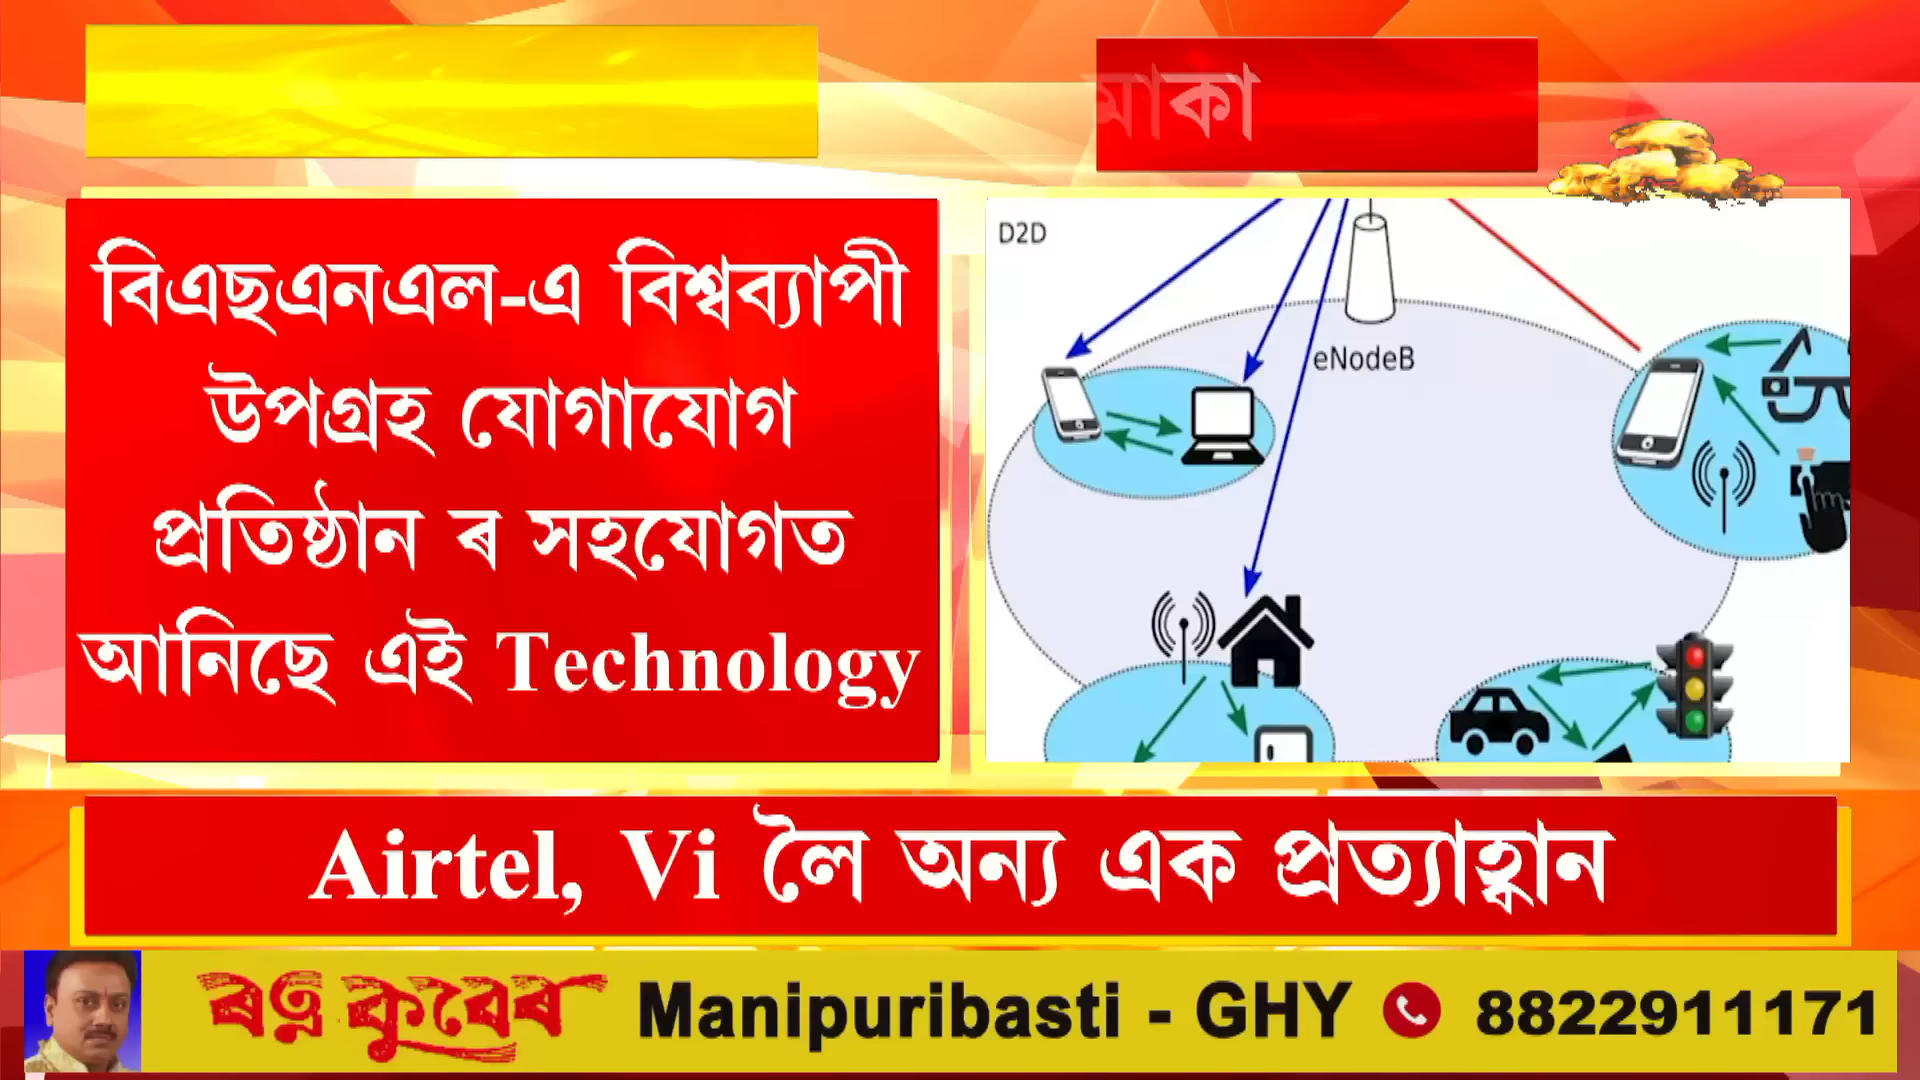 মাকা
বিএছএনএল-এ বিশ্বব্যাপী
উপগ্ৰহ যোগাযোগ
প্ৰতিষ্ঠান ৰ সহযোগত
আনিছে এই Technology
D2D
eNodeB
Airtel, Vi লৈ অন্য এক প্ৰত্যাহ্বান
ৰত্ন কুবেৰ Manipuribasti - GHY 8822911171